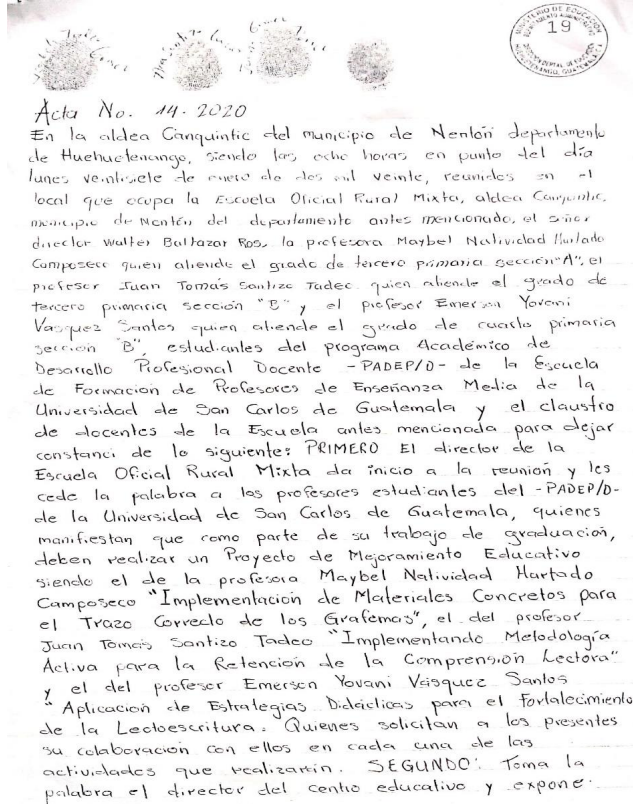 19
MINISTERIO DE EDUCACION
HUEHUETENANGO, GUATEMALA
Acta No. 14-2020
En la aldea Canquintic del municipio de Nentón departamento
de Huehuetenango, siendo las ocho horas en punto del día
lunes veintisiete de enero de dos mil veinte, reunidos en el
local que ocupa la Escuela Oficial Rural Mixta, aldea Canquintic,
municipio de Nentón del departamento antes mencionado, el señor
director Walter Baltazar Ros, la profesora Maybel Natividad Hurtado
Camposeco quien atiende el grado de tercero primaria sección "A", el
profesor Juan Tomás Santizo Tadeo quien atiende el grado de
tercero primaria sección "B" y el profesor Emerson Yovani
Vasquez Santos quien atiende el grado de cuarto primaria
sección "B", estudiantes del programa Académico de
Desarrollo Profesional Docente -PADEP/D- de la Escuela
de Formación de Profesores de Enseñanza Media de la
Universidad de San Carlos de Guatemala y el claustro
de docentes de la Escuela antes mencionada para dejar
constanci de lo siguiente: PRIMERO El director de la
Escuela Oficial Rural Mixta da inicio a la reunión y les
cede la palabra a los profesores estudiantes del -PADEP/D-
de la Universidad de San Carlos de Guatemala, quienes
manifiestan que como parte de su trabajo de graduación,
deben realizar un Proyecto de Mejoramiento Educativo
siendo el de la profesora Maybel Natividad Hurtado
Camposeco "Implementación de Materiales Concretos para
el Trazo Correcto de los Grafemas", el del profesor
Juan Tomás Santizo Tadeo "Implementando Metodología
Activa para la Retención de la Comprensión Lectora"
y el del profesor Emerson Yovani Vásquez Santos
"Aplicación de Estrategias Didácticas para el Fortalecimiento
de la Lectoescritura. Quienes solicitan a los presentes
su colaboración con ellos en cada una de las
actividades que realizarán. SEGUNDO: Toma la
palabra el director del centro educativo y expone: